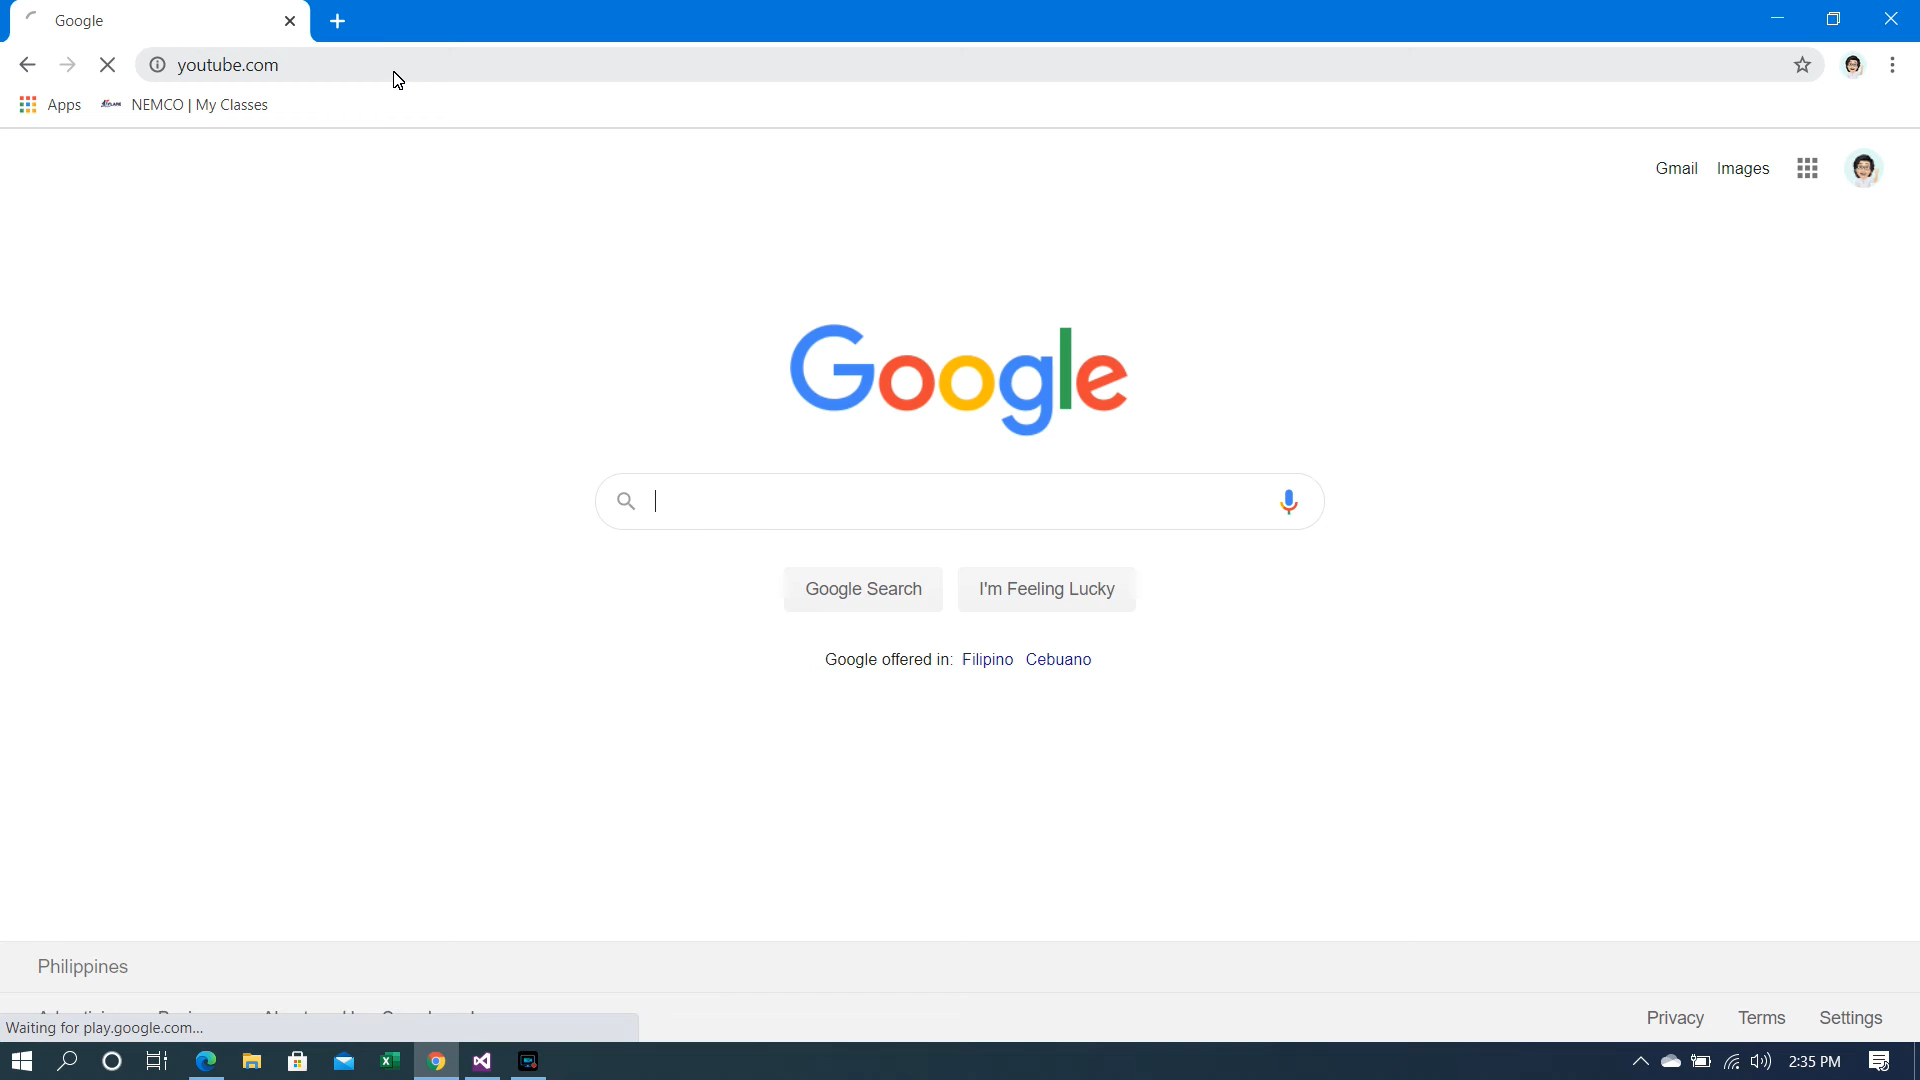 Google
youtube.com
Apps NEMCO | My Classes
Gmail Images
Google
Google Search I'm Feeling Lucky
Google offered in: Filipino Cebuano
Philippines
Privacy Terms Settings
Waiting for play.google.com...
2:35 PM